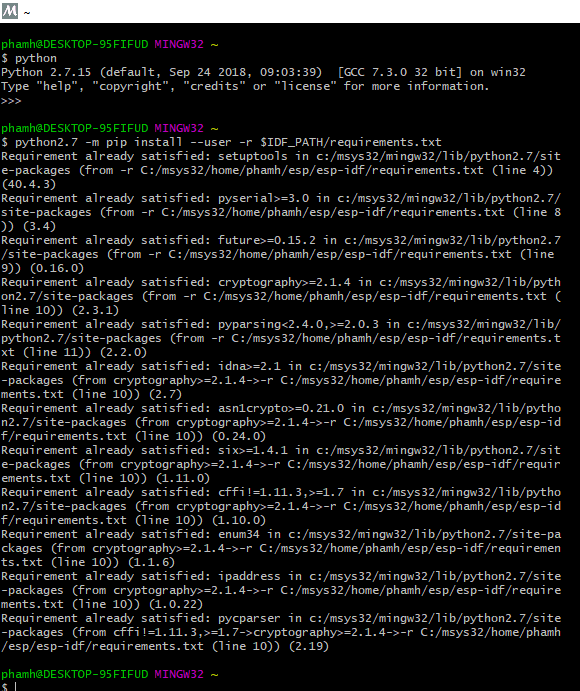 M ~
phamh@DESKTOP-95FIFUD MINGW32 ~
$ python
Python 2.7.15 (default, Sep 24 2018, 09:03:39)  [GCC 7.3.0 32 bit] on win32
Type "help", "copyright", "credits" or "license" for more information.
>>>
phamh@DESKTOP-95FIFUD MINGW32 ~
$ python2.7 -m pip install --user -r $IDF_PATH/requirements.txt
Requirement already satisfied: setuptools in c:/msys32/mingw32/lib/python2.7/sit
e-packages (from -r C:/msys32/home/phamh/esp/esp-idf/requirements.txt (line 4))
(40.4.3)
Requirement already satisfied: pyserial>=3.0 in c:/msys32/mingw32/lib/python2.7/
site-packages (from -r C:/msys32/home/phamh/esp/esp-idf/requirements.txt (line 8
)) (3.4)
Requirement already satisfied: future>=0.15.2 in c:/msys32/mingw32/lib/python2.7
/site-packages (from -r C:/msys32/home/phamh/esp/esp-idf/requirements.txt (line
9)) (0.16.0)
Requirement already satisfied: cryptography>=2.1.4 in c:/msys32/mingw32/lib/pyth
on2.7/site-packages (from -r C:/msys32/home/phamh/esp/esp-idf/requirements.txt (
line 10)) (2.3.1)
Requirement already satisfied: pyparsing<2.4.0,>=2.0.3 in c:/msys32/mingw32/lib/
python2.7/site-packages (from -r C:/msys32/home/phamh/esp/esp-idf/requirements.t
xt (line 11)) (2.2.0)
Requirement already satisfied: idna>=2.1 in c:/msys32/mingw32/lib/python2.7/site
-packages (from cryptography>=2.1.4->-r C:/msys32/home/phamh/esp/esp-idf/require
ments.txt (line 10)) (2.7)
Requirement already satisfied: asn1crypto>=0.21.0 in c:/msys32/mingw32/lib/pytho
n2.7/site-packages (from cryptography>=2.1.4->-r C:/msys32/home/phamh/esp/esp-id
f/requirements.txt (line 10)) (0.24.0)
Requirement already satisfied: six>=1.4.1 in c:/msys32/mingw32/lib/python2.7/sit
e-packages (from cryptography>=2.1.4->-r C:/msys32/home/phamh/esp/esp-idf/requir
ements.txt (line 10)) (1.11.0)
Requirement already satisfied: cffi!=1.11.3,>=1.7 in c:/msys32/mingw32/lib/pytho
n2.7/site-packages (from cryptography>=2.1.4->-r C:/msys32/home/phamh/esp/esp-id
f/requirements.txt (line 10)) (1.10.0)
Requirement already satisfied: enum34 in c:/msys32/mingw32/lib/python2.7/site-pa
ckages (from cryptography>=2.1.4->-r C:/msys32/home/phamh/esp/esp-idf/requiremen
ts.txt (line 10)) (1.1.6)
Requirement already satisfied: ipaddress in c:/msys32/mingw32/lib/python2.7/site
-packages (from cryptography>=2.1.4->-r C:/msys32/home/phamh/esp/esp-idf/require
ments.txt (line 10)) (1.0.22)
Requirement already satisfied: pycparser in c:/msys32/mingw32/lib/python2.7/site
-packages (from cffi!=1.11.3,>=1.7->cryptography>=2.1.4->-r C:/msys32/home/phamh
/esp/esp-idf/requirements.txt (line 10)) (2.19)
phamh@DESKTOP-95FIFUD MINGW32 ~
$